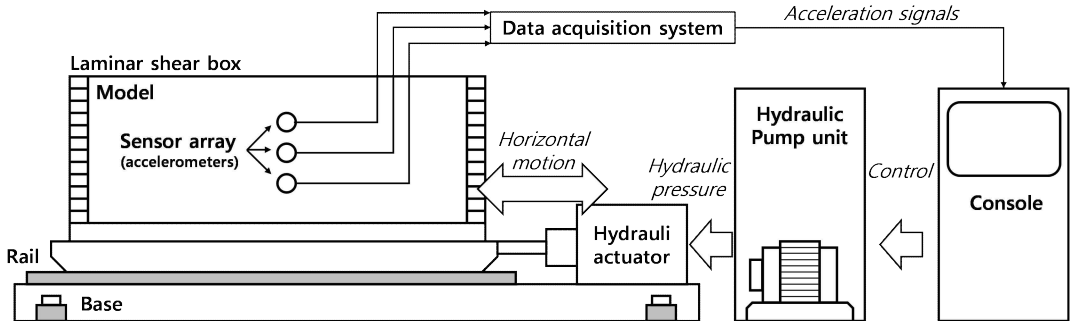 Acceleration signals
Data acquisition system
Laminar shear box
Model
Sensor array
(accelerometers)
Horizontal
motion
Hydraulic
pressure
Hydraulic
Pump unit
Control
Console
Hydrauli
actuator
Rail
Base